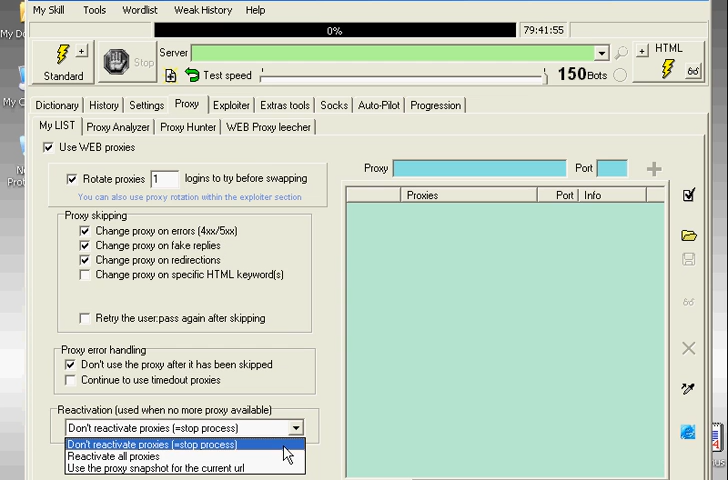 My Skill Tools Wordlist Weak History Help
0% 79:41:55
Standard + Stop Server + HTML
Test speed 150 Bots
Dictionary History Settings Proxy Exploiter Extras tools Socks Auto-Pilot Progression
My LIST Proxy Analyzer Proxy Hunter WEB Proxy leecher
Use WEB proxies
Proxy Port
Rotate proxies 1 logins to try before swapping
You can also use proxy rotation within the exploiter section
Proxies Port Info
Proxy skipping
Change proxy on errors (4xx/5xx)
Change proxy on fake replies
Change proxy on redirections
Change proxy on specific HTML keyword(s)
Retry the user:pass again after skipping
Proxy error handling
Don't use the proxy after it has been skipped
Continue to use timedout proxies
Reactivation (used when no more proxy available)
Don't reactivate proxies (=stop process)
Don't reactivate proxies (=stop process)
Reactivate all proxies
Use the proxy snapshot for the current url